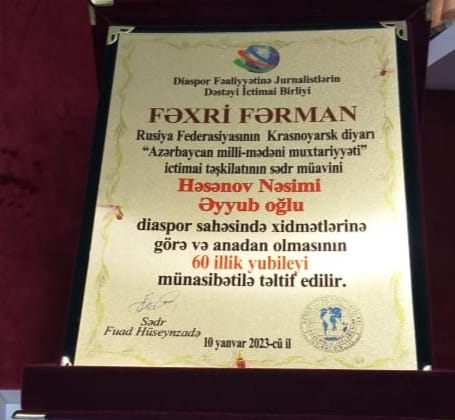 Diaspor Fəaliyyətinə Jurnalistlərin
Dəstəyi İctimai Birliyi
FƏXRİ FƏRMAN
Rusiya Federasiyasının Krasnoyarsk diyarı
“Azərbaycan milli-mədəni muxtariyyəti”
ictimai təşkilatının sədr müavini
Həsənov Nəsimi
Əyyub oğlu
diaspor sahəsində xidmətlərinə
görə və anadan olmasının
60 illik yubileyi
münasibətilə təltif edilir.
Sədr
Fuad Hüseynzadə
10 yanvar 2023-cü il